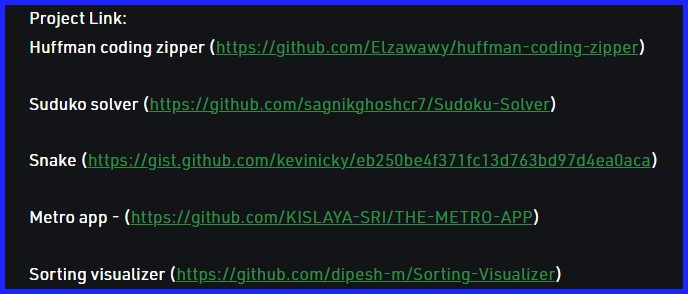 Project Link:
Huffman coding zipper (https://github.com/Elzawawy/huffman-coding-zipper)
Suduko solver (https://github.com/sagnikghoshcr7/Sudoku-Solver)
Snake (https://gist.github.com/kevinicky/eb250be4f371fc13d763bd97d4ea0aca)
Metro app - (https://github.com/KISLAYA-SRI/THE-METRO-APP)
Sorting visualizer (https://github.com/dipesh-m/Sorting-Visualizer)